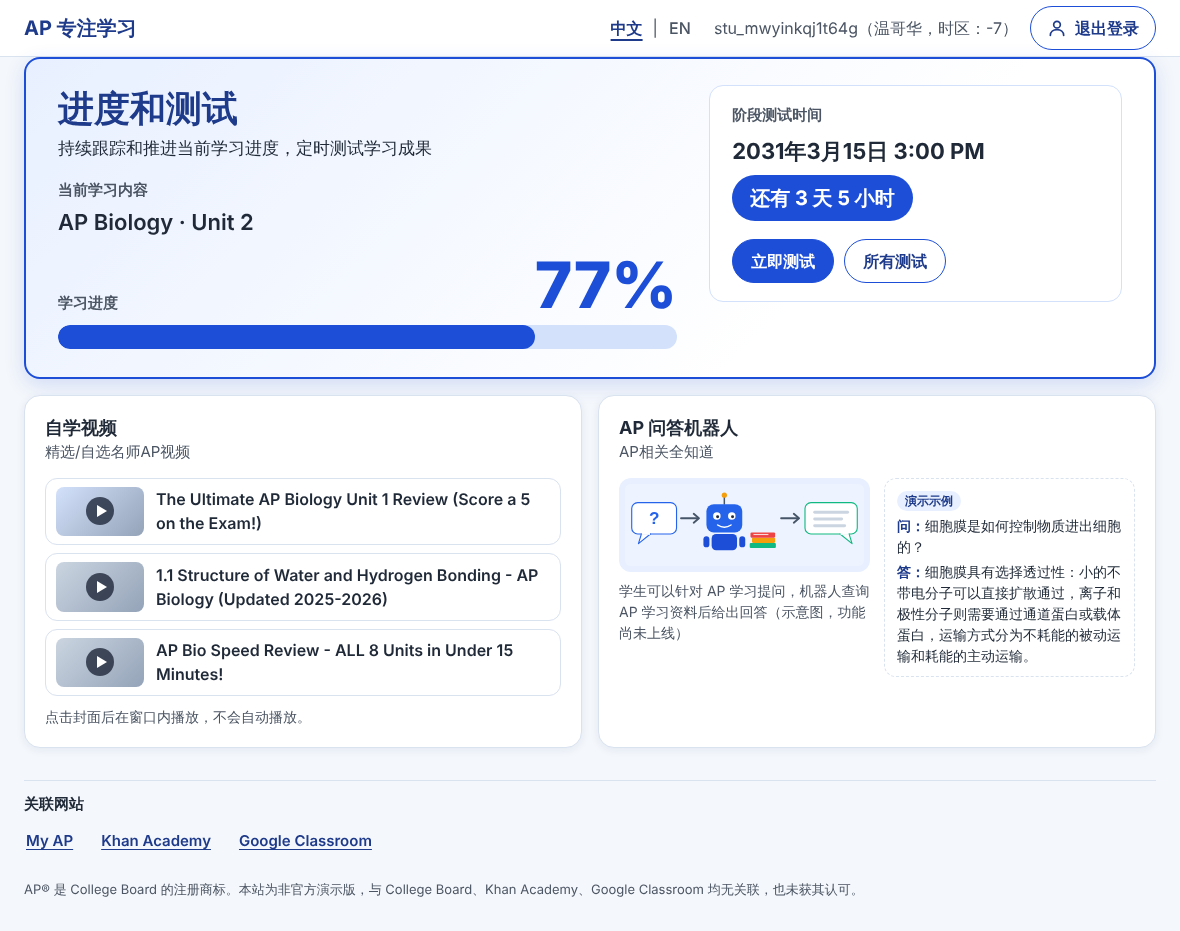 AP 专注学习
中文 | EN
stu_mwyinkqj1t64g（温哥华，时区：-7）
退出登录
进度和测试
持续跟踪和推进当前学习进度，定时测试学习成果
当前学习内容
AP Biology · Unit 2
学习进度
77%
阶段测试时间
2031年3月15日 3:00 PM
还有 3 天 5 小时
立即测试
所有测试
自学视频
精选/自选名师AP视频
The Ultimate AP Biology Unit 1 Review (Score a 5
on the Exam!)
1.1 Structure of Water and Hydrogen Bonding - AP
Biology (Updated 2025-2026)
AP Bio Speed Review - ALL 8 Units in Under 15
Minutes!
点击封面后在窗口内播放，不会自动播放。
AP 问答机器人
AP相关全知道
?
学生可以针对 AP 学习提问，机器人查询
AP 学习资料后给出回答（示意图，功能
尚未上线）
演示示例
问：细胞膜是如何控制物质进出细胞
的？
答：细胞膜具有选择透过性：小的不
带电分子可以直接扩散通过，离子和
极性分子则需要通过通道蛋白或载体
蛋白，运输方式分为不耗能的被动运
输和耗能的主动运输。
关联网站
My AP
Khan Academy
Google Classroom
AP® 是 College Board 的注册商标。本站为非官方演示版，与 College Board、Khan Academy、Google Classroom 均无关联，也未获其认可。